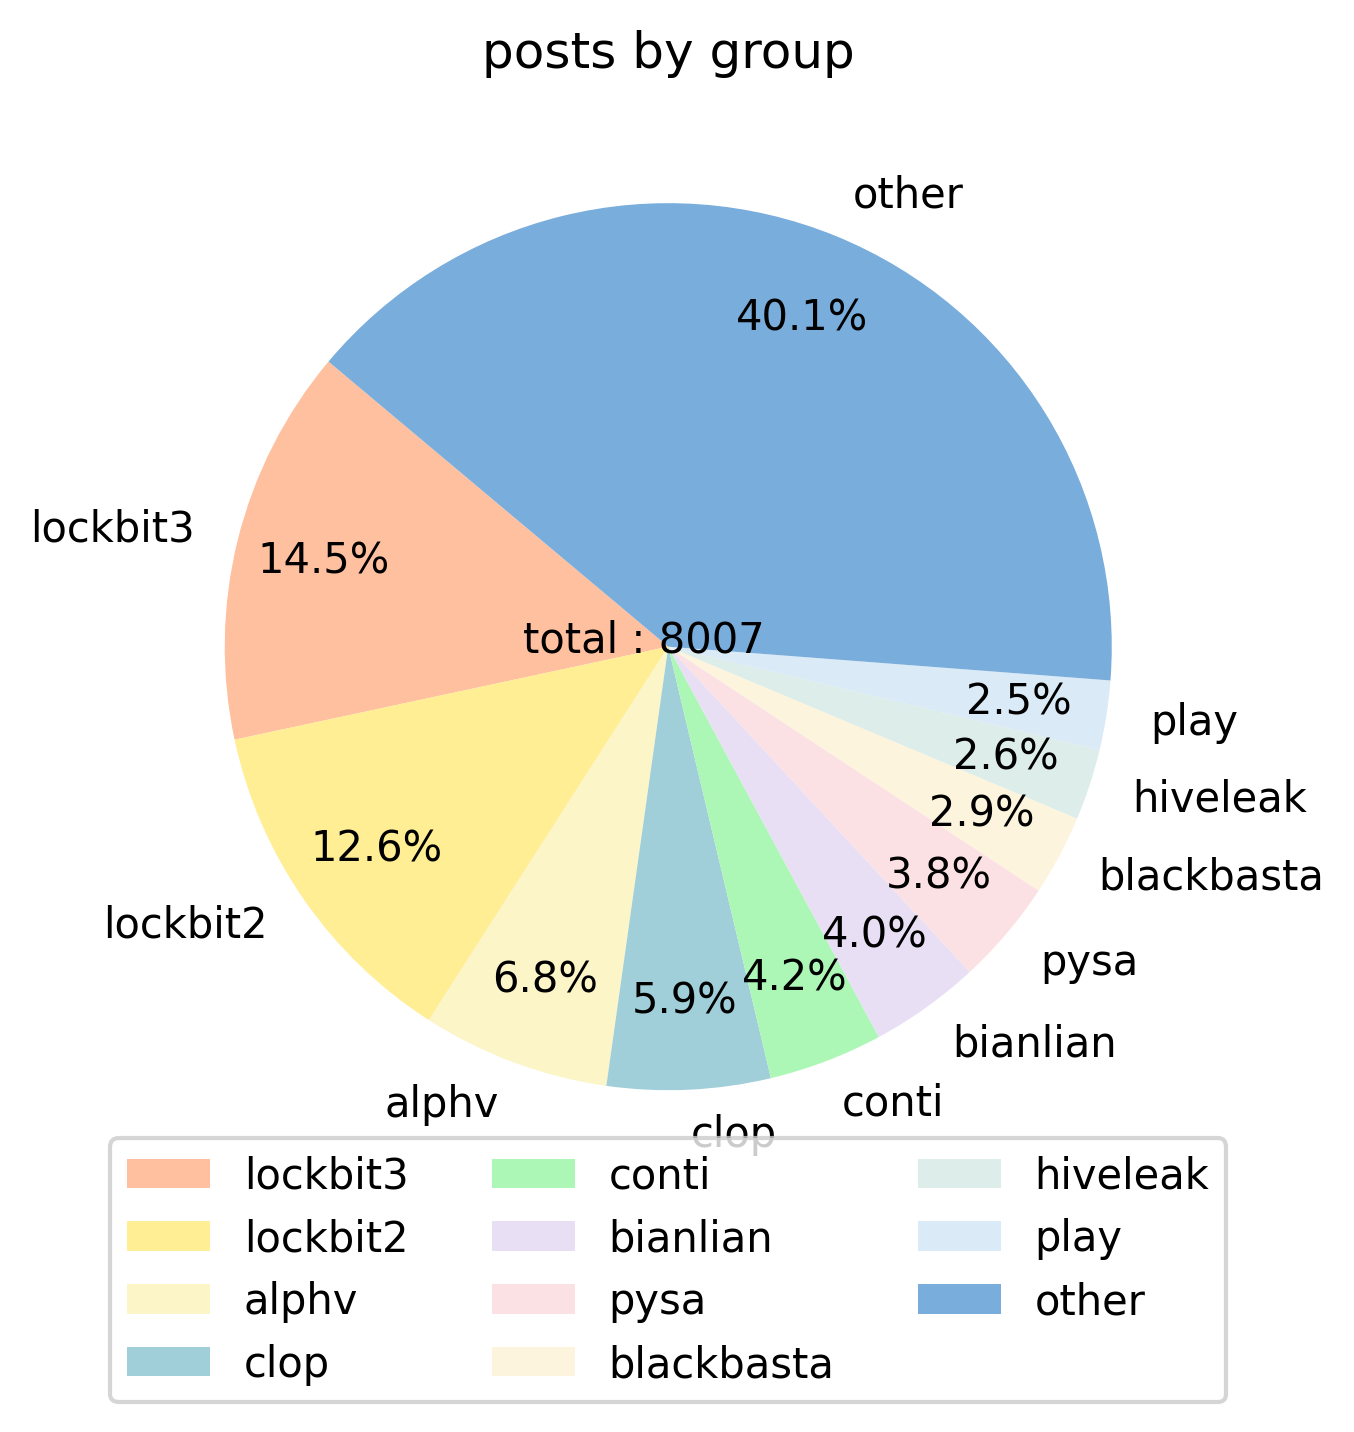 posts by group
other
40.1%
lockbit3
14.5%
total : 8007
2.5%
play
2.6%
hiveleak
2.9%
blackbasta
3.8%
pysa
12.6%
lockbit2
4.0%
bianlian
4.2%
conti
6.8%
alphv
5.9%
clop
lockbit3
lockbit2
alphv
clop
conti
bianlian
pysa
blackbasta
hiveleak
play
other